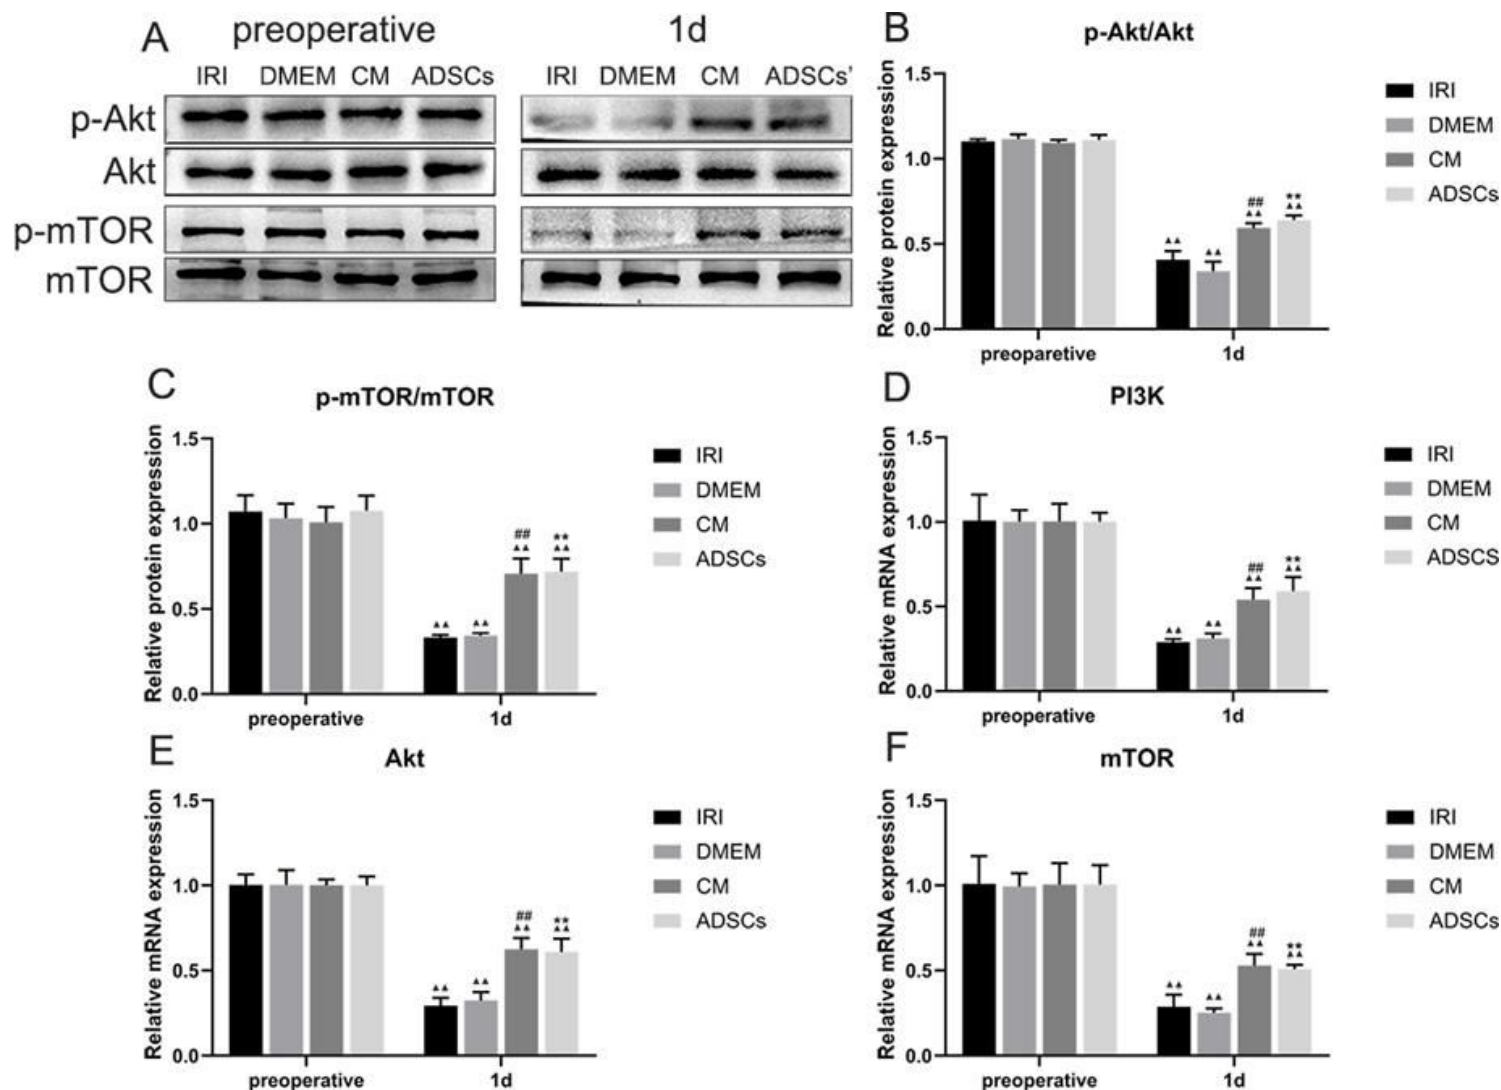 A
preoperative
1d
IRI DMEM CM ADSCs
IRI DMEM CM ADSCs'
p-Akt
Akt
p-mTOR
mTOR
B
p-Akt/Akt
Relative protein expression
1.5
1.0
0.5
0.0
▲▲
▲▲
##
▲▲
**
▲▲
preoparetive
1d
IRI
DMEM
CM
ADSCs
C
p-mTOR/mTOR
Relative protein expression
1.5
1.0
0.5
0.0
▲▲
▲▲
##
▲▲
**
▲▲
preoperative
1d
IRI
DMEM
CM
ADSCs
D
PI3K
Relative mRNA expression
1.5
1.0
0.5
0.0
▲▲
▲▲
##
▲▲
**
▲▲
preoperative
1d
IRI
DMEM
CM
ADSCS
E
Akt
Relative mRNA expression
1.5
1.0
0.5
0.0
▲▲
▲▲
##
▲▲
**
▲▲
preoperative
1d
IRI
DMEM
CM
ADSCs
F
mTOR
Relative mRNA expression
1.5
1.0
0.5
0.0
▲▲
▲▲
##
▲▲
**
▲▲
preoperative
1d
IRI
DMEM
CM
ADSCs